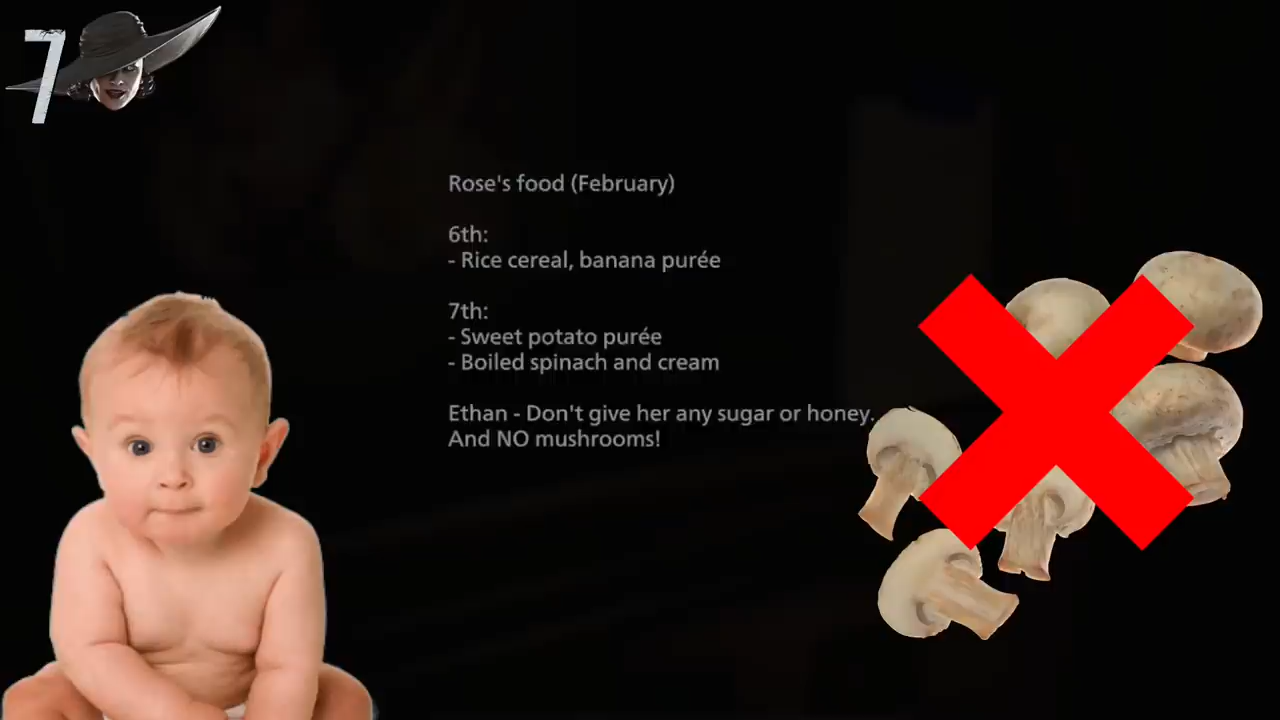 7
Rose's food (February)
6th:
- Rice cereal, banana purée
7th:
- Sweet potato purée
- Boiled spinach and cream
Ethan - Don't give her any sugar or honey.
And NO mushrooms!